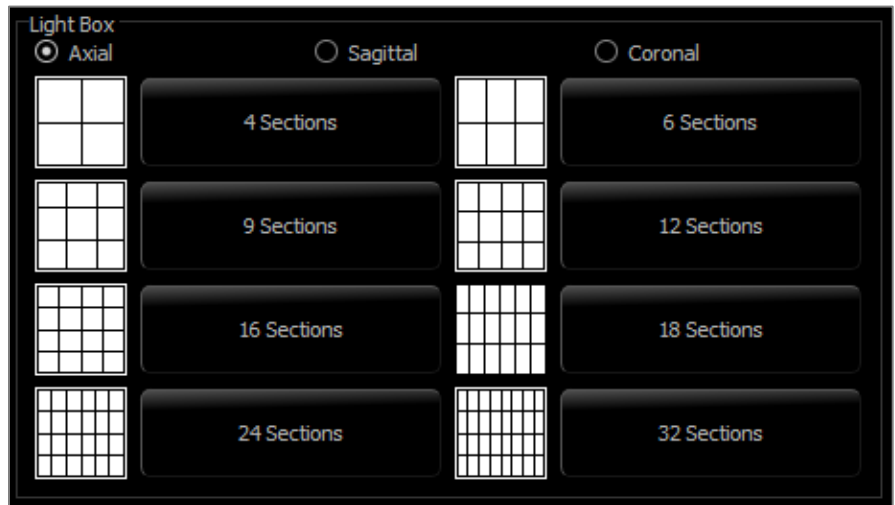 Light Box
Axial Sagittal Coronal
4 Sections 6 Sections
9 Sections 12 Sections
16 Sections 18 Sections
24 Sections 32 Sections